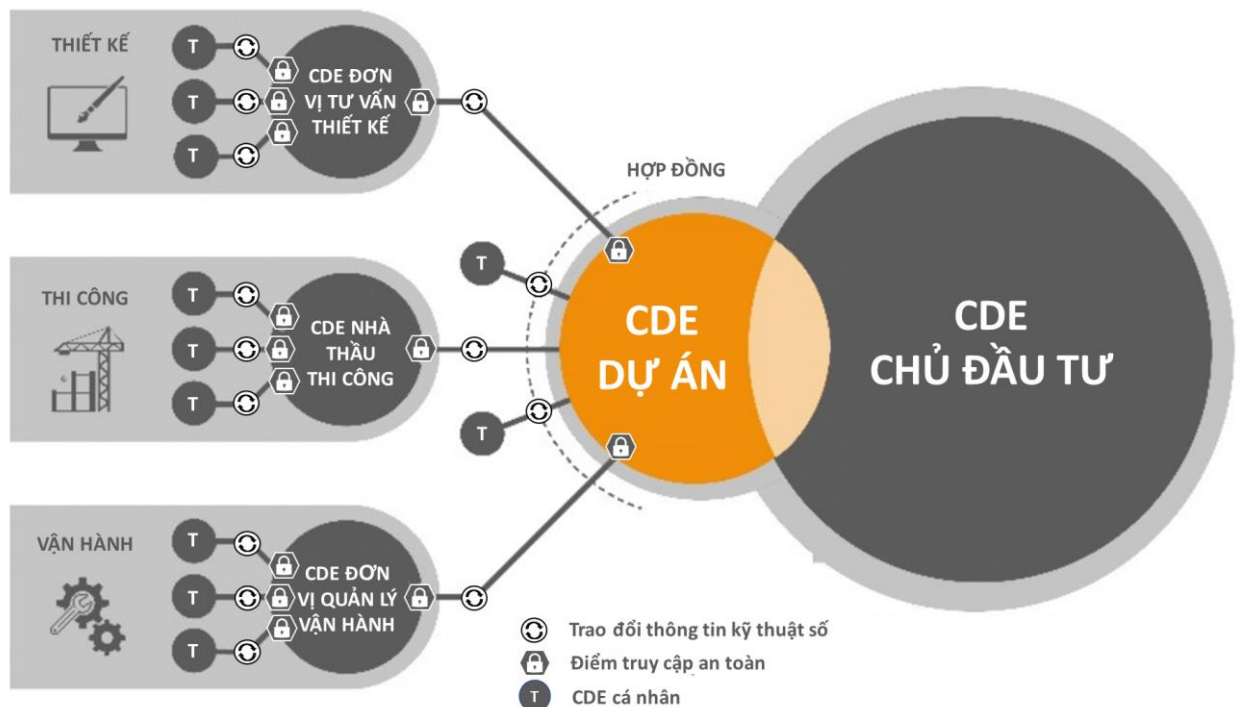 THIẾT KẾ
T
T
T
CDE ĐƠN
VỊ TƯ VẤN
THIẾT KẾ
THI CÔNG
T
T
T
CDE NHÀ
THẦU
THI CÔNG
VẬN HÀNH
T
T
T
CDE ĐƠN
VỊ QUẢN LÝ
VẬN HÀNH
HỢP ĐỒNG
T
T
CDE
DỰ ÁN
CDE
CHỦ ĐẦU TƯ
Trao đổi thông tin kỹ thuật số
Điểm truy cập an toàn
T CDE cá nhân